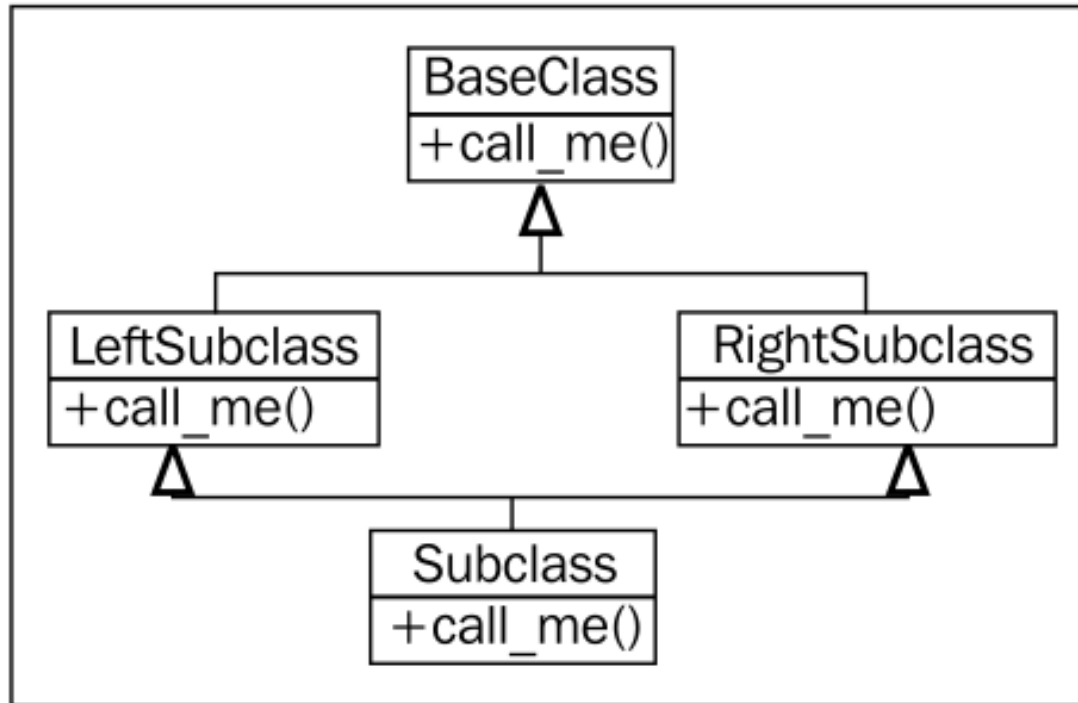 BaseClass
+call_me()
LeftSubclass
+call_me()
RightSubclass
+call_me()
Subclass
+call_me()